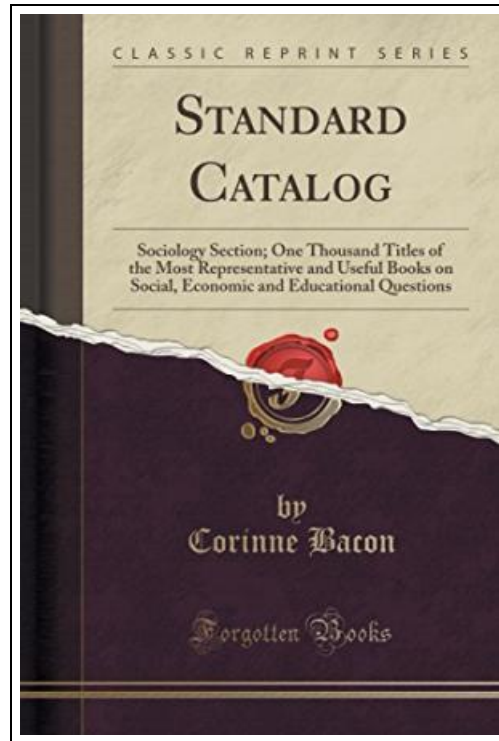 CLASSIC REPRINT SERIES
STANDARD
CATALOG
Sociology Section; One Thousand Titles of
the Most Representative and Useful Books on
Social, Economic and Educational Questions
by
Corinne Bacon
Forgotten Books